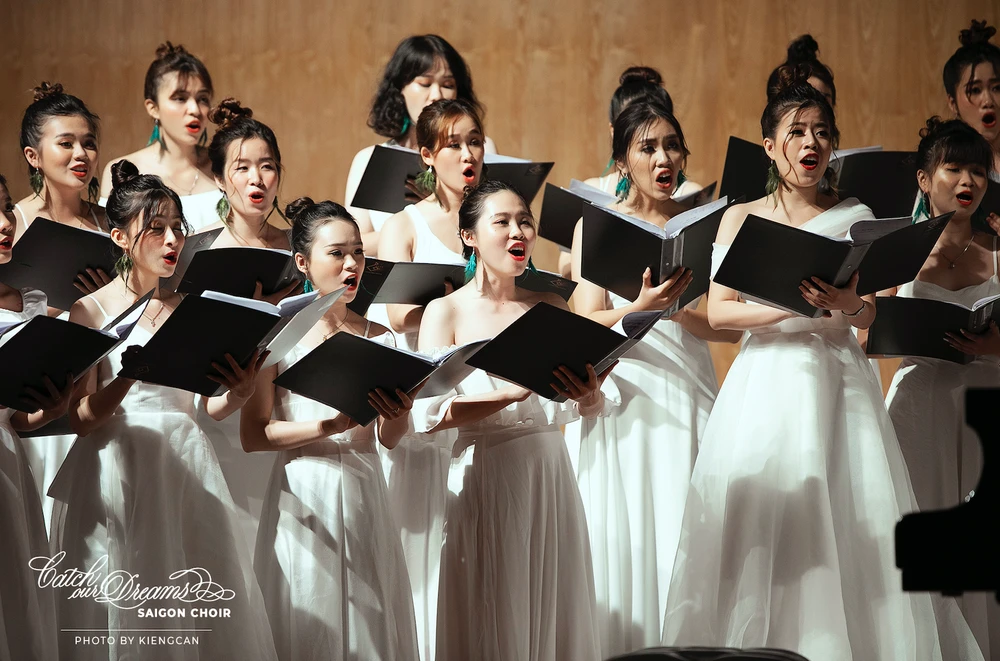 Catch
our Dreams
SAIGON CHOIR
PHOTO BY KIENGCAN